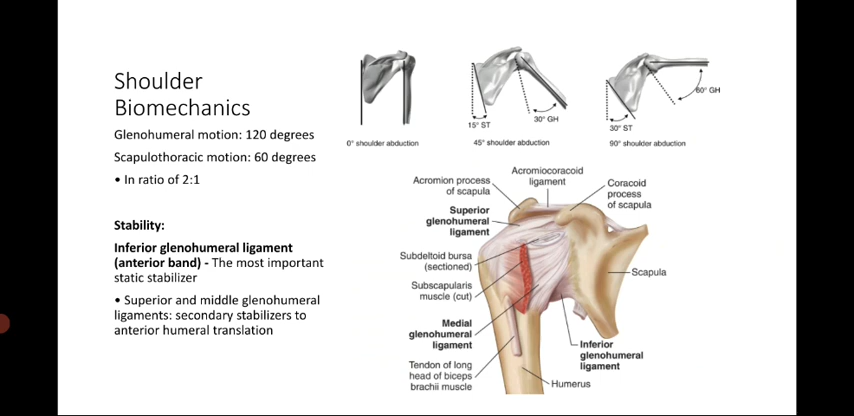 Shoulder
Biomechanics
Glenohumeral motion: 120 degrees
Scapulothoracic motion: 60 degrees
• In ratio of 2:1
Stability:
Inferior glenohumeral ligament
(anterior band) - The most important
static stabilizer
• Superior and middle glenohumeral
ligaments: secondary stabilizers to
anterior humeral translation
15° ST
30° GH
30° ST
60° GH
0° shoulder abduction
45° shoulder abduction
90° shoulder abduction
Acromiocoracoid
ligament
Acromion process
of scapula
Coracoid
process
of scapula
Superior
glenohumeral
ligament
Subdeltoid bursa
(sectioned)
Scapula
Subscapularis
muscle (cut)
Medial
glenohumeral
ligament
Inferior
glenohumeral
ligament
Tendon of long
head of biceps
brachii muscle
Humerus